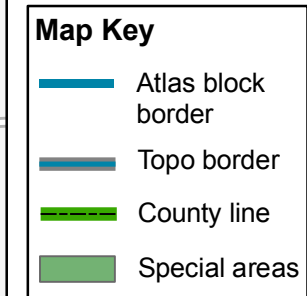 Map Key
Atlas block
border
Topo border
County line
Special areas